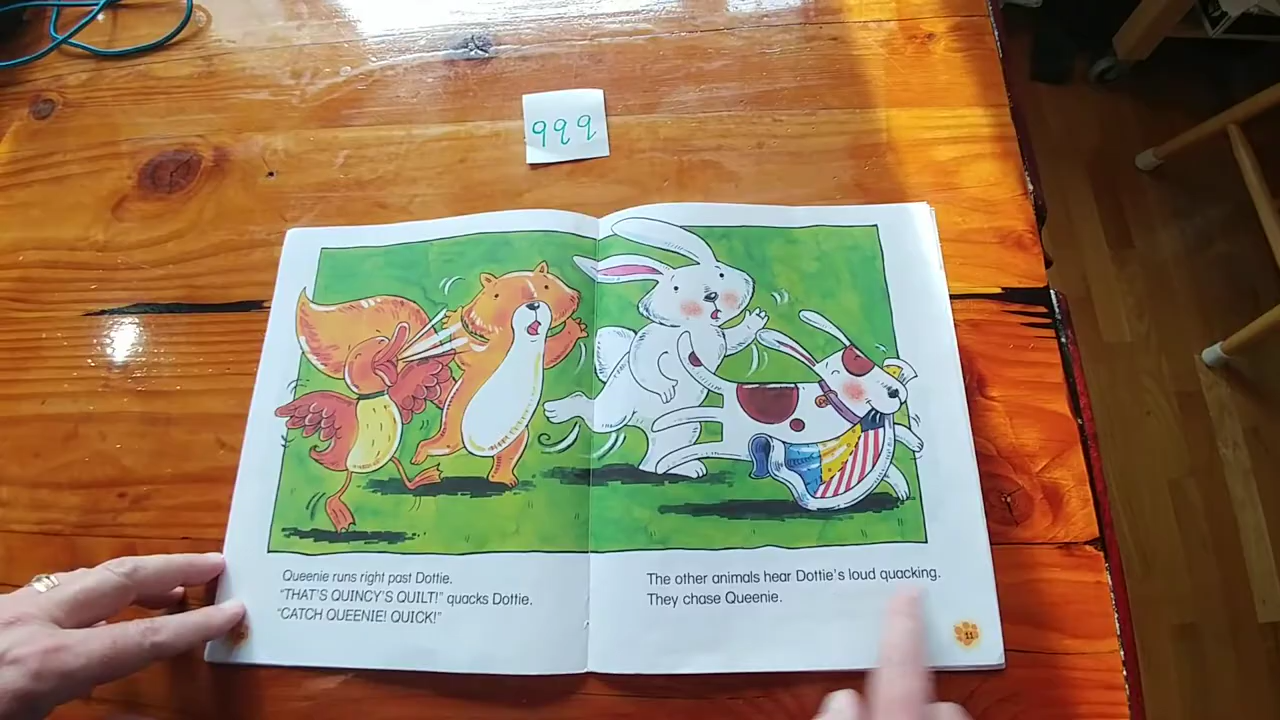 999
Queenie runs right past Dottie.
"THAT'S QUINCY'S QUILT!" quacks Dottie.
"CATCH QUEENIE! QUICK!"
The other animals hear Dottie's loud quacking.
They chase Queenie.
11